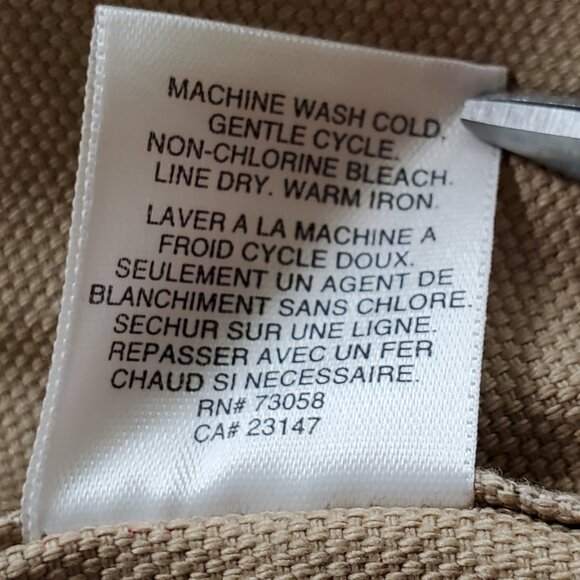 MACHINE WASH COLD.
GENTLE CYCLE.
NON-CHLORINE BLEACH.
LINE DRY. WARM IRON.
LAVER A LA MACHINE A
FROID CYCLE DOUX.
SEULEMENT UN AGENT DE
BLANCHIMENT SANS CHLORE.
SECHUR SUR UNE LIGNE.
REPASSER AVEC UN FER
CHAUD SI NECESSAIRE.
RN# 73058
CA# 23147